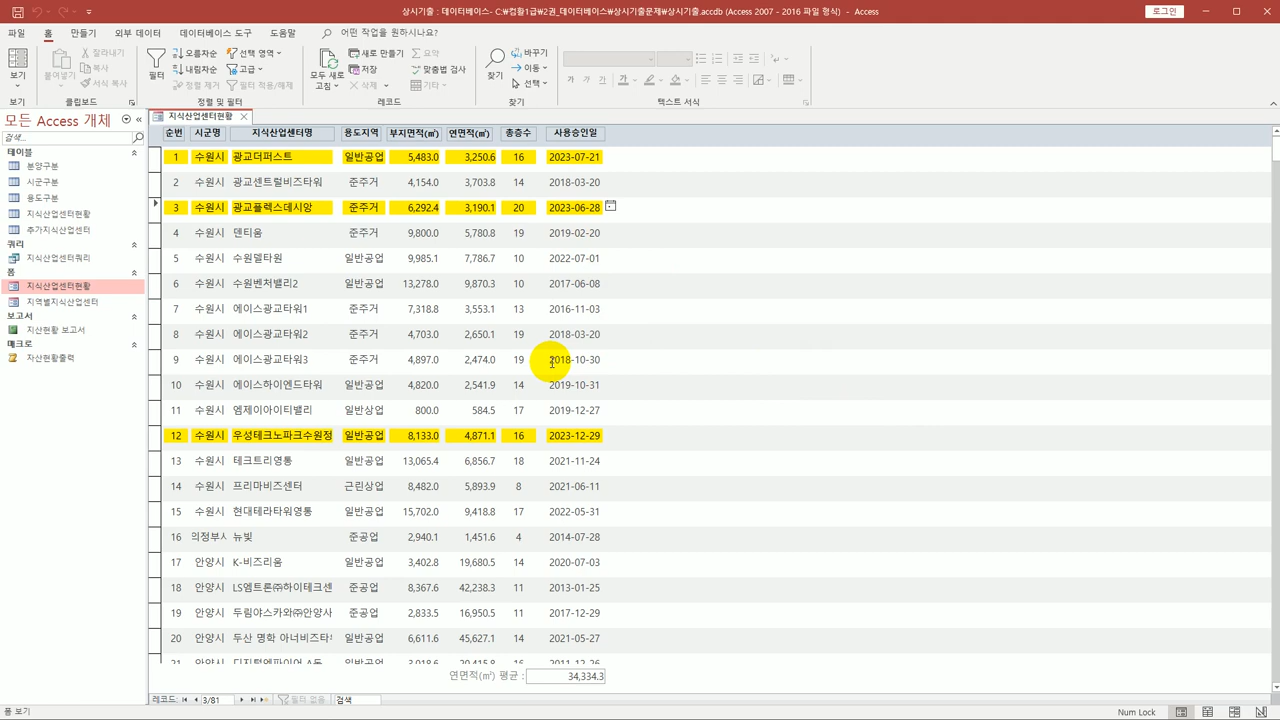 상시기술 : 데이터베이스- C:₩컴활1급₩2권_데이터베이스₩상시기출문제₩상시기출.accdb (Access 2007 - 2016 파일 형식) - Access
로그인
파일 홈 만들기 외부 데이터 데이터베이스 도구 도움말 어떤 작업을 원하시나요?
보기
붙여넣기
잘라내기
복사
서식 복사
필터
오름차순
내림차순
정렬 제거
선택 영역
고급
필터 적용/해제
모두 새로 고침
새로 만들기
저장
삭제
요약
맞춤법 검사
기타
찾기
바꾸기
이동
선택
가 가 가 가
보기 클립보드 정렬 및 필터 레코드 찾기 텍스트 서식
모든 Access 개체
검색...
테이블
분양구분
시군구분
용도구분
지식산업센터현황
추가지식산업센터
쿼리
지식산업센터쿼리
폼
지식산업센터현황
지역별지식산업센터
보고서
지산현황 보고서
매크로
자산현황출력
지식산업센터현황
순번 시군명 지식산업센터명 용도지역 부지면적(㎡) 연면적(㎡) 총층수 사용승인일
1 수원시 광교더퍼스트 일반공업 5,483.0 3,250.6 16 2023-07-21
2 수원시 광교센트럴비즈타워 준주거 4,154.0 3,703.8 14 2018-03-20
3 수원시 광교플렉스데시앙 준주거 6,292.4 3,190.1 20 2023-06-28
4 수원시 덴티움 준주거 9,800.0 5,780.8 19 2019-02-20
5 수원시 수원델타원 일반공업 9,985.1 7,786.7 10 2022-07-01
6 수원시 수원벤처밸리2 일반공업 13,278.0 9,870.3 10 2017-06-08
7 수원시 에이스광교타워1 준주거 7,318.8 3,553.1 13 2016-11-03
8 수원시 에이스광교타워2 준주거 4,703.0 2,650.1 19 2018-03-20
9 수원시 에이스광교타워3 준주거 4,897.0 2,474.0 19 2018-10-30
10 수원시 에이스하이엔드타워 일반공업 4,820.0 2,541.9 14 2019-10-31
11 수원시 엠제이아이티밸리 일반상업 800.0 584.5 17 2019-12-27
12 수원시 우성테크노파크수원정 일반공업 8,133.0 4,871.1 16 2023-12-29
13 수원시 테크트리영통 일반공업 13,065.4 6,856.7 18 2021-11-24
14 수원시 프리마비즈센터 근린상업 8,482.0 5,893.9 8 2021-06-11
15 수원시 현대테라타워영통 일반공업 15,702.0 9,418.8 17 2022-05-31
16 의정부시 뉴빛 준공업 2,940.1 1,451.6 4 2014-07-28
17 안양시 K-비즈리움 일반공업 3,402.8 19,680.5 14 2020-07-03
18 안양시 LS엠트론㈜하이테크센 준공업 8,367.6 42,238.3 11 2013-01-25
19 안양시 두림야스카와㈜안양사 준공업 2,833.5 16,950.5 11 2017-12-29
20 안양시 두산 명학 아너비즈타워 일반공업 6,611.6 45,627.1 14 2021-05-27
21 안양시 디지털엠파이어 A동 3,018.6 20,415.8 16 2011-12-26
연면적(㎡) 평균 : 34,334.3
레코드: 3/81 필터 없음 검색
폼 보기 Num Lock